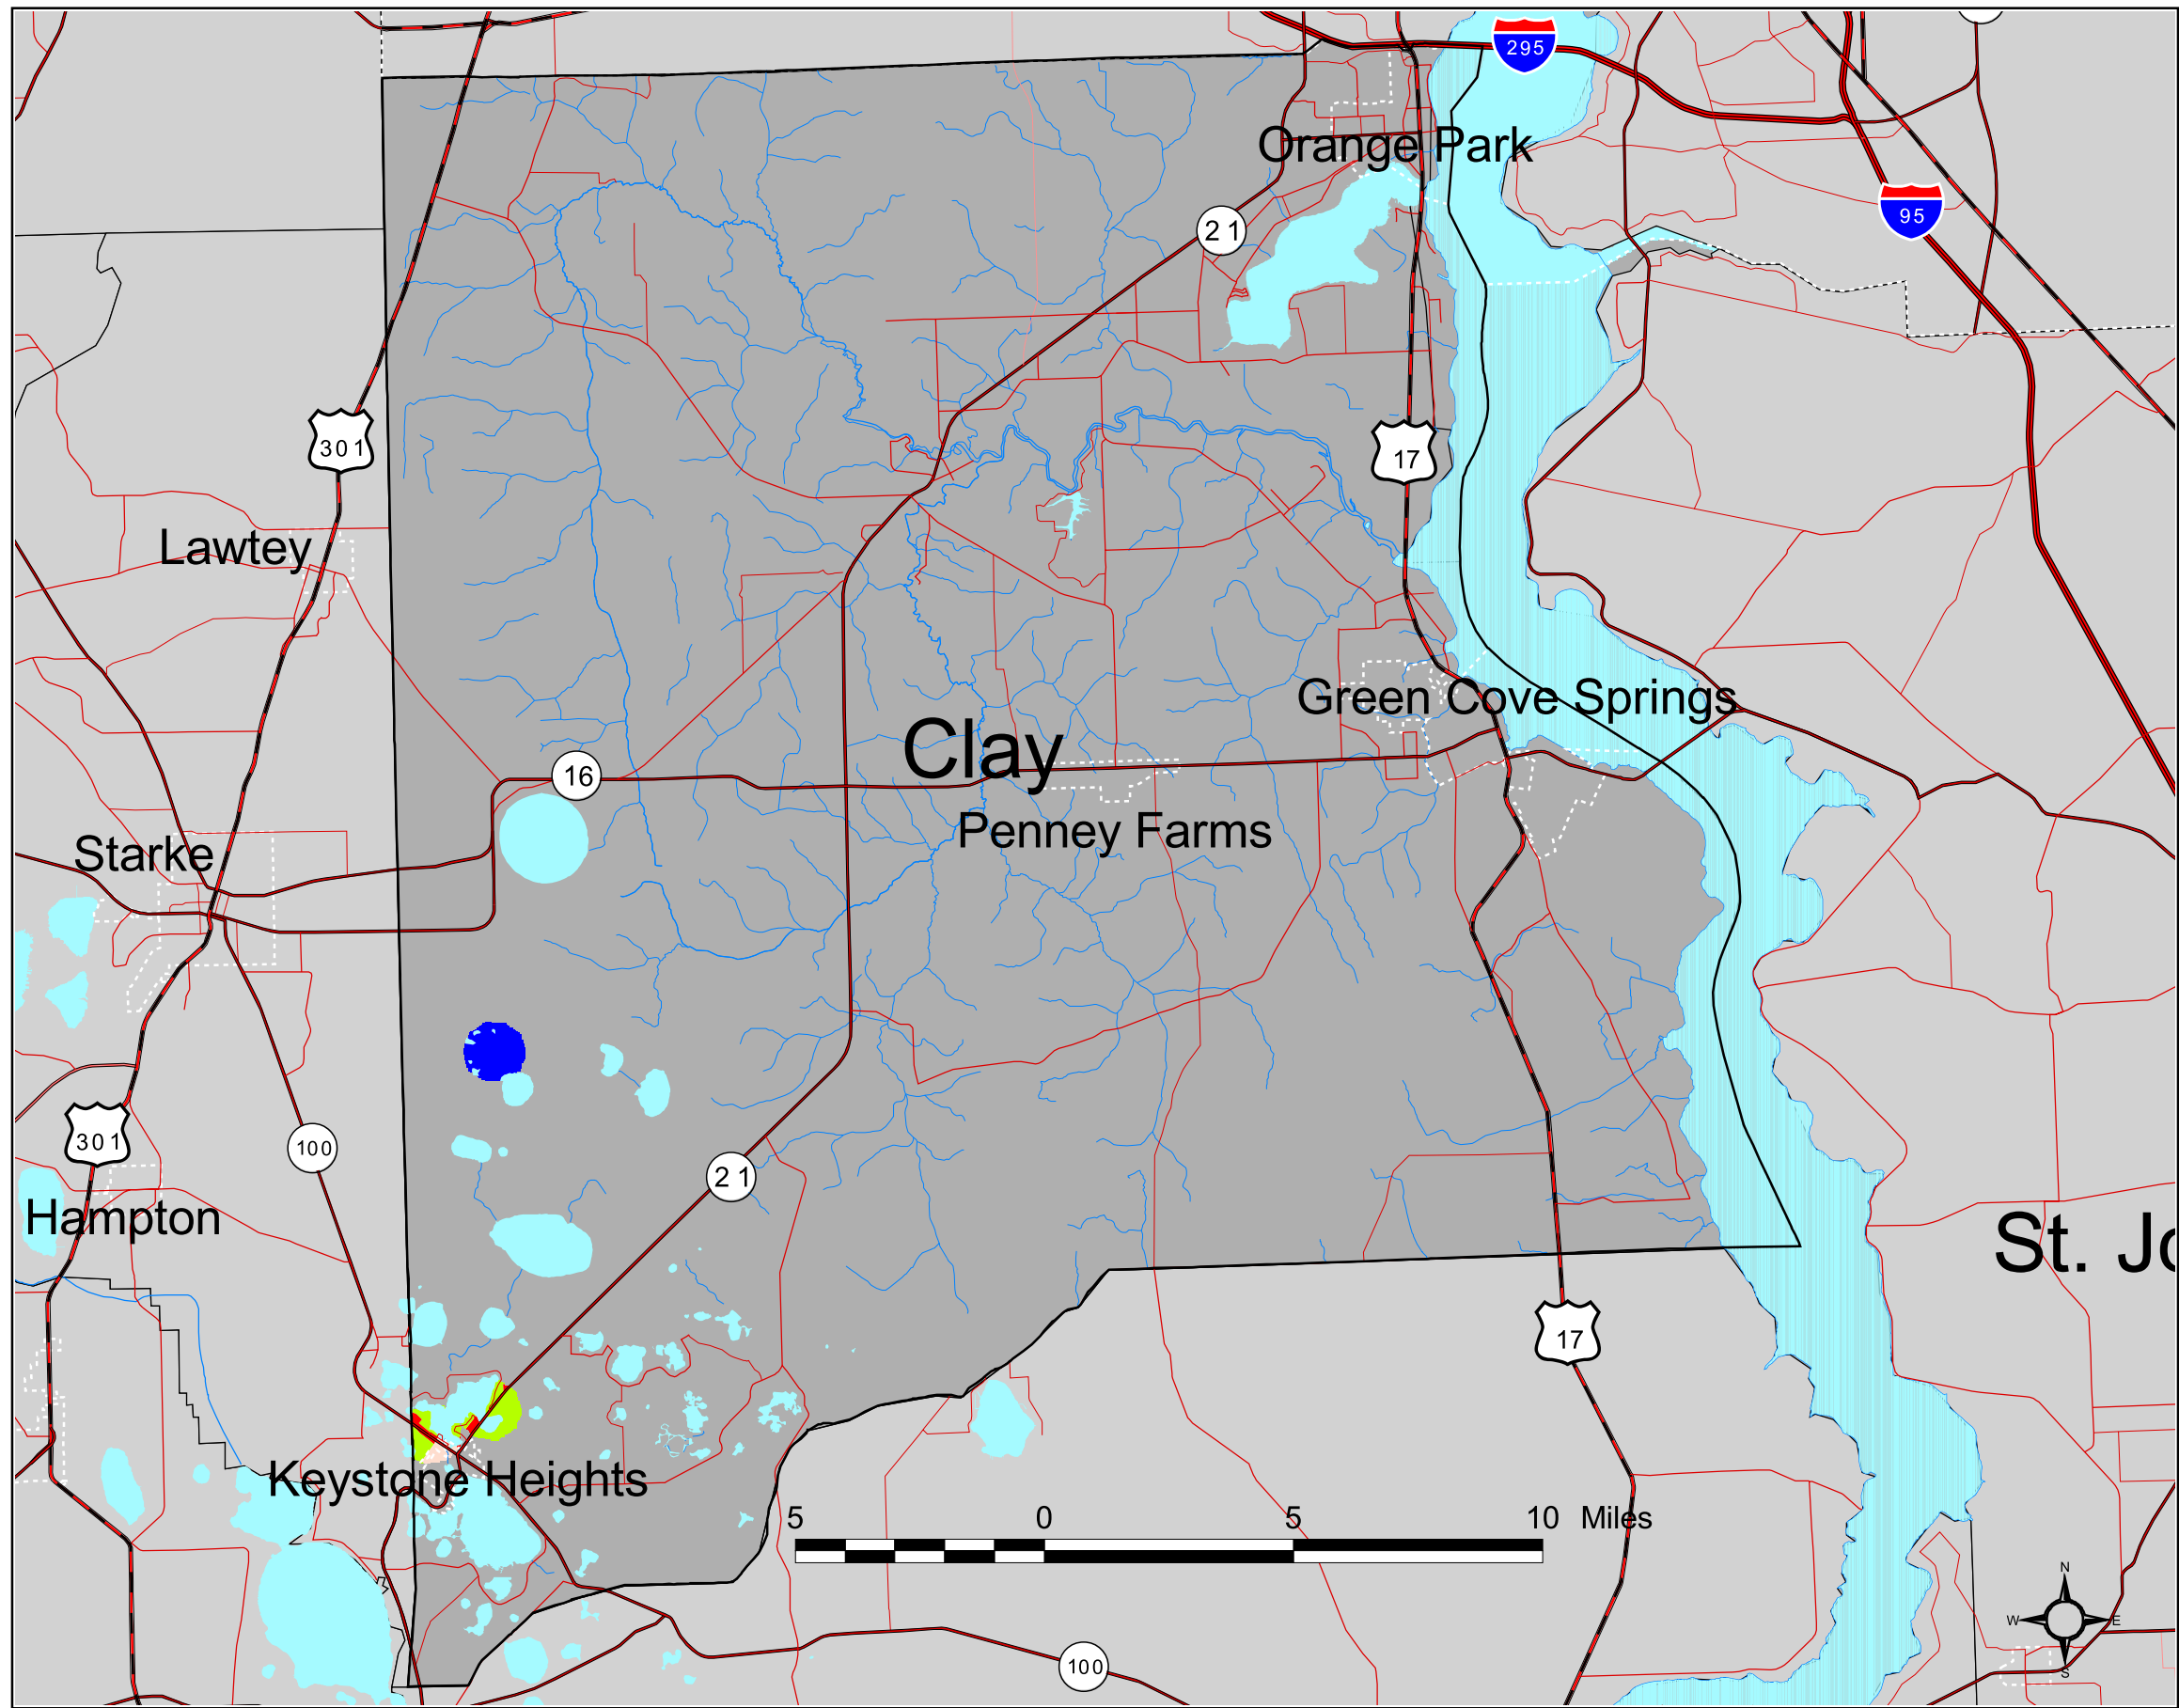 295
Orange Park
95
21
301
17
Lawtey
Green Cove Springs
Clay
16
Penney Farms
Starke
301
100
21
Hampton
St. Jo
17
Keystone Heights
5 0 5 10 Miles
N
W E
S
100